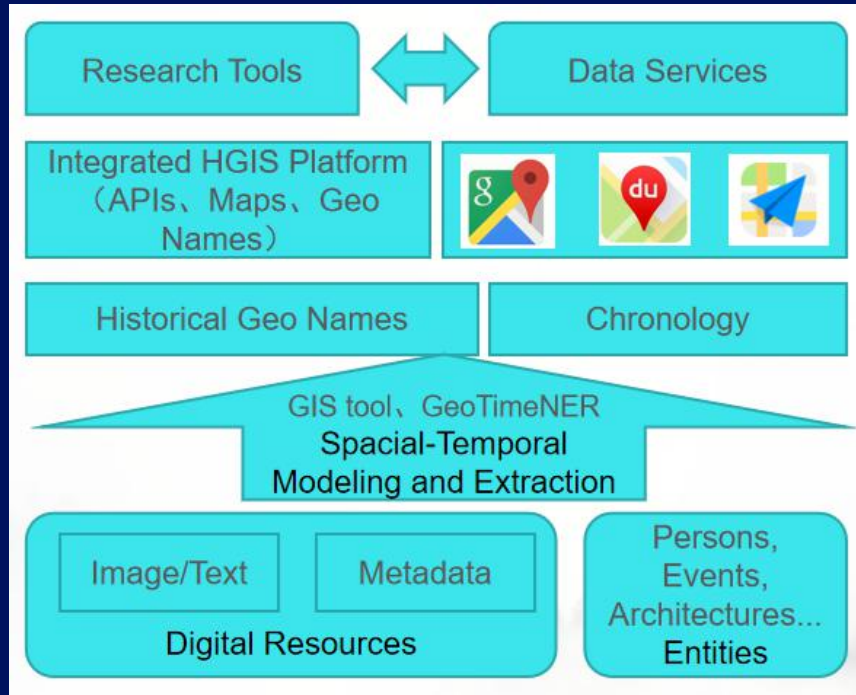 Research Tools
Data Services
Integrated HGIS Platform
（APIs、Maps、Geo
Names）
g
du
Historical Geo Names
Chronology
GIS tool、GeoTimeNER
Spacial-Temporal
Modeling and Extraction
Image/Text
Metadata
Digital Resources
Persons,
Events,
Architectures...
Entities